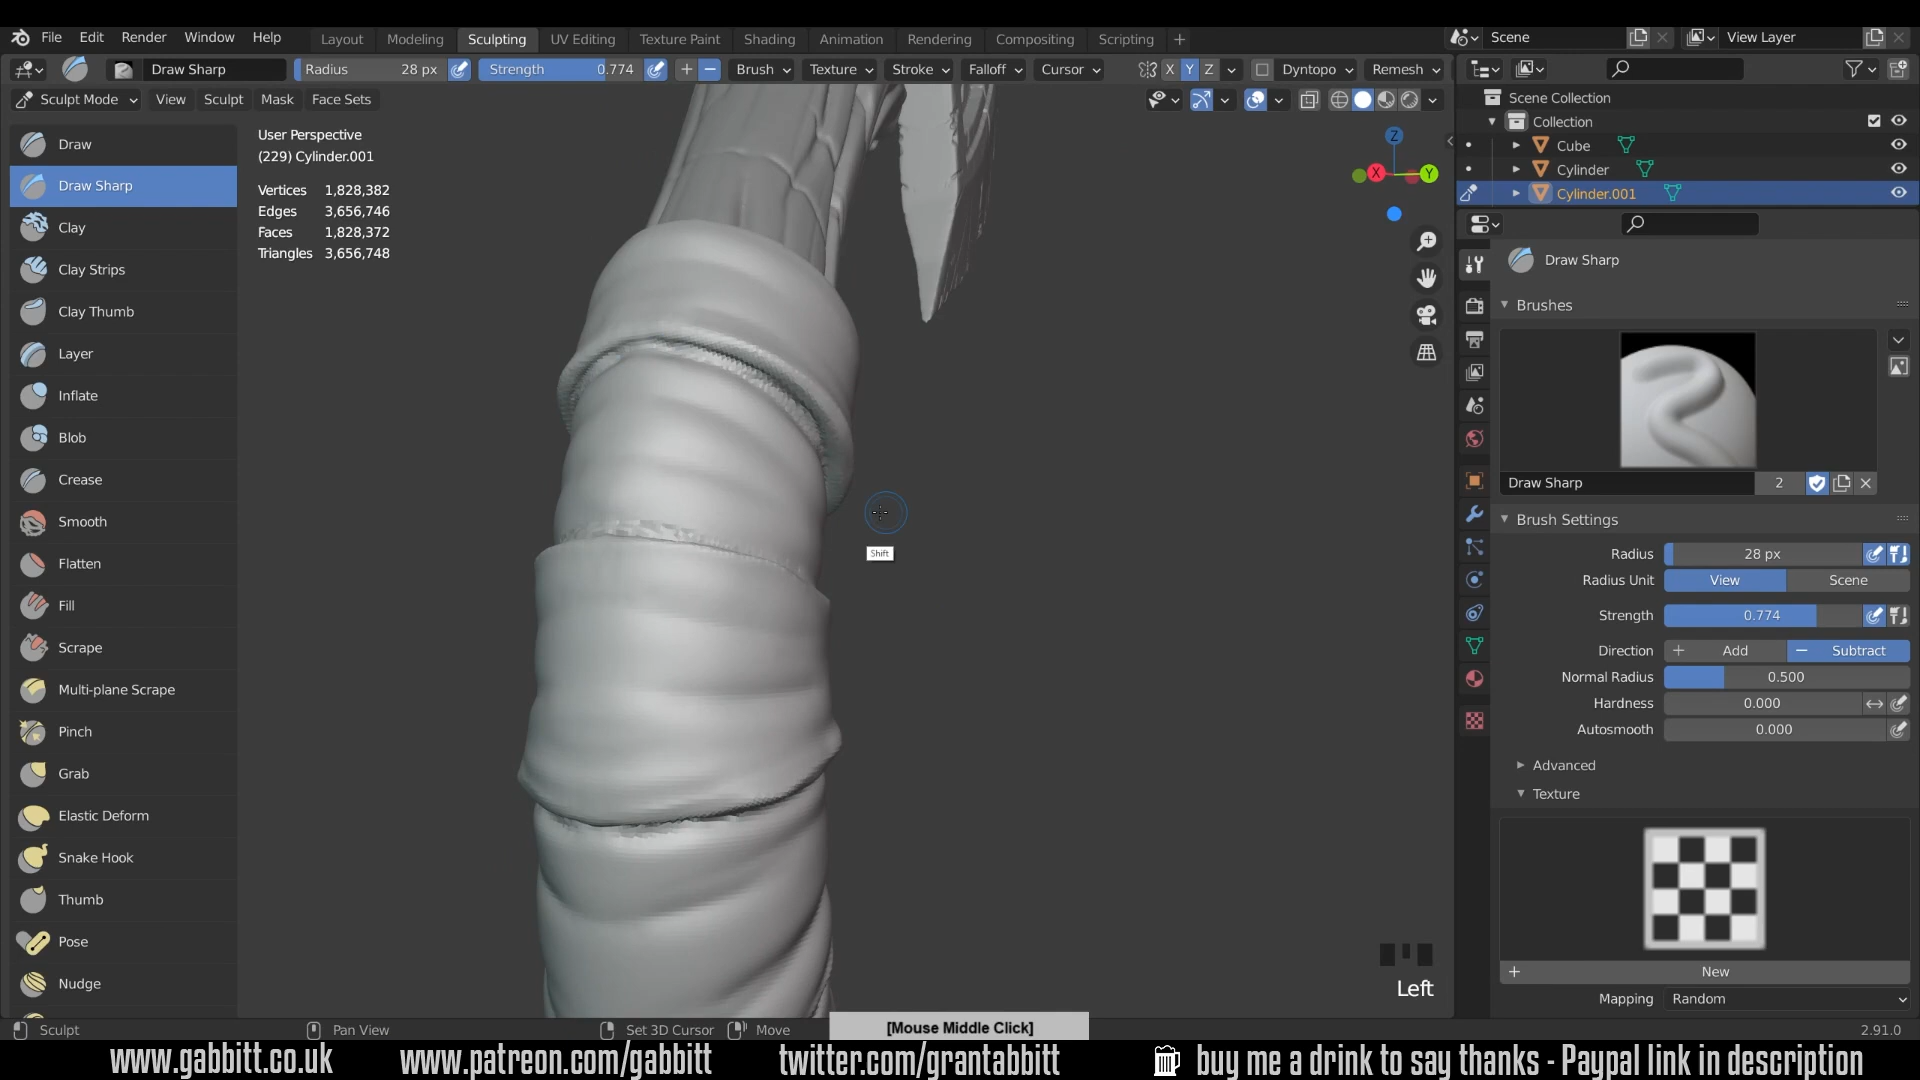 File Edit Render Window Help
Layout Modeling Sculpting UV Editing Texture Paint Shading Animation Rendering Compositing Scripting +
Scene
View Layer
Draw Sharp Radius 28 px Strength 0.774 Brush Texture Stroke Falloff Cursor X Y Z Dyntopo Remesh
Sculpt Mode View Sculpt Mask Face Sets
Draw
Draw Sharp
Clay
Clay Strips
Clay Thumb
Layer
Inflate
Blob
Crease
Smooth
Flatten
Fill
Scrape
Multi-plane Scrape
Pinch
Grab
Elastic Deform
Snake Hook
Thumb
Pose
Nudge
User Perspective
(229) Cylinder.001
Vertices 1,828,382
Edges 3,656,746
Faces 1,828,372
Triangles 3,656,748
Z
X
Y
Shift
Left
Scene Collection
Collection
Cube
Cylinder
Cylinder.001
Draw Sharp
Brushes
Draw Sharp 2
Brush Settings
Radius 28 px
Radius Unit View Scene
Strength 0.774
Direction + Add − Subtract
Normal Radius 0.500
Hardness 0.000
Autosmooth 0.000
Advanced
Texture
+ New
Mapping Random
Sculpt Pan View Set 3D Cursor Move [Mouse Middle Click] 2.91.0
www.gabbitt.co.uk www.patreon.com/gabbitt twitter.com/grantabbitt buy me a drink to say thanks - Paypal link in description